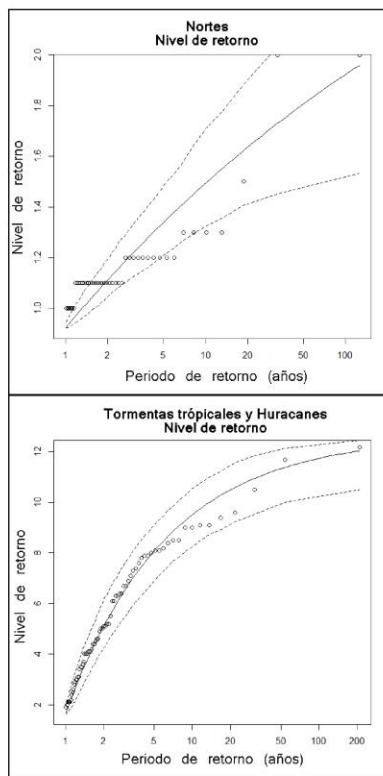 Nortes
Nivel de retorno
Nivel de retorno
2.0
1.8
1.6
1.4
1.2
1.0
1 2 5 10 20 50 100
Periodo de retorno (años)
Tormentas trópicales y Huracanes
Nivel de retorno
Nivel de retorno
12
10
8
6
4
2
1 2 5 10 20 50 100 200
Periodo de retorno (años)